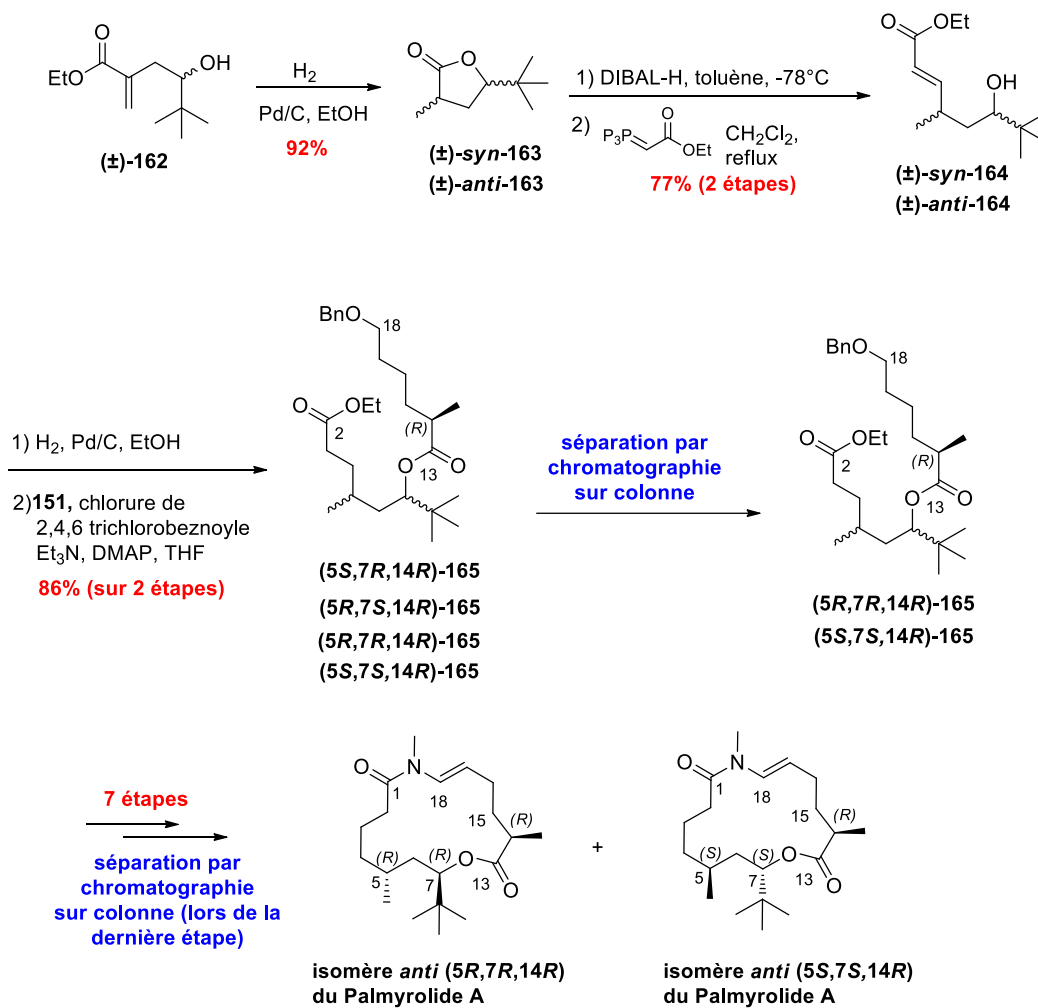 O
EtO
OH
(±)-162
H2
Pd/C, EtOH
92%
O
O
(±)-syn-163
(±)-anti-163
1) DIBAL-H, toluène, -78°C
2)
P3P
O
OEt
CH2Cl2,
reflux
77% (2 étapes)
EtO
O
OH
(±)-syn-164
(±)-anti-164
1) H2, Pd/C, EtOH
2)151, chlorure de
2,4,6 trichlorobeznoyle
Et3N, DMAP, THF
86% (sur 2 étapes)
BnO
18
O
OEt
2
(R)
O
13
O
(5S,7R,14R)-165
(5R,7S,14R)-165
(5R,7R,14R)-165
(5S,7S,14R)-165
séparation par
chromatographie
sur colonne
BnO
18
O
OEt
2
(R)
O
13
O
(5R,7R,14R)-165
(5S,7S,14R)-165
7 étapes
séparation par
chromatographie
sur colonne (lors de la
dernière étape)
O
N
1
18
15
(R)
(R)
(R)
5
7
O
13
O
isomère anti (5R,7R,14R)
du Palmyrolide A
+
O
N
1
18
15
(R)
(S)
(S)
5
7
O
13
O
isomère anti (5S,7S,14R)
du Palmyrolide A